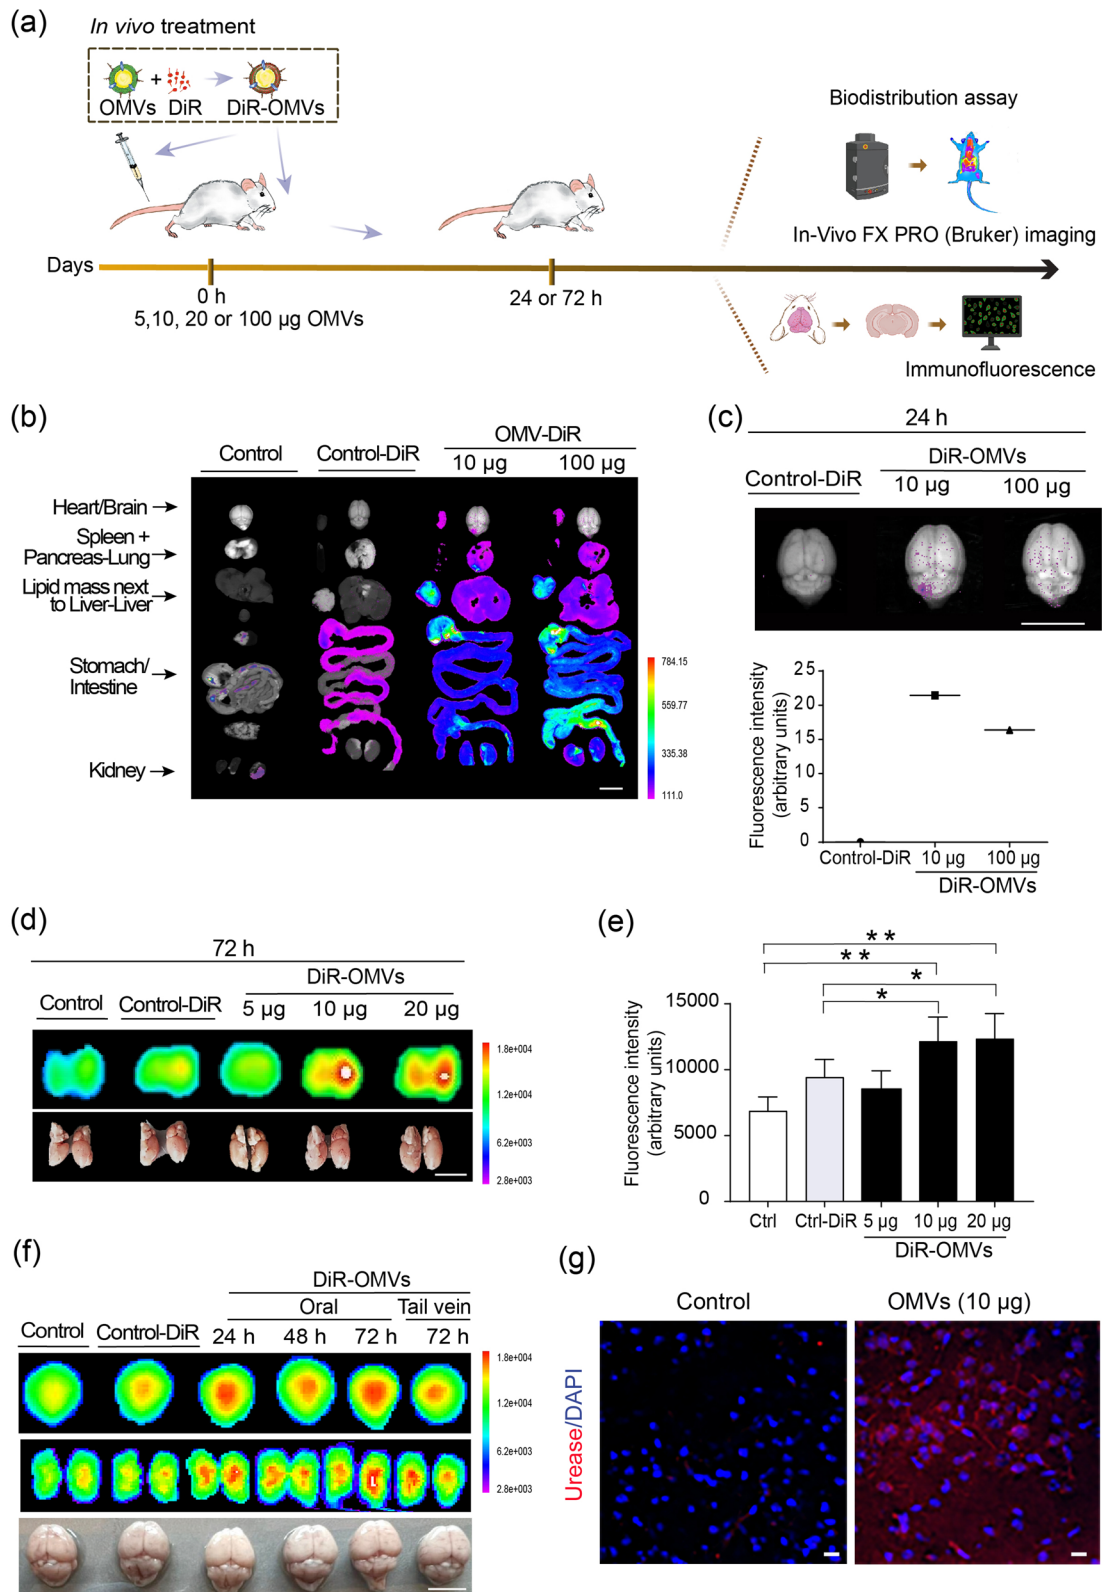 (a)
In vivo treatment
OMVs + DiR DiR-OMVs
Biodistribution assay
In-Vivo FX PRO (Bruker) imaging
Days
0 h
5,10, 20 or 100 µg OMVs
24 or 72 h
Immunofluorescence
(b)
Control
Control-DiR
OMV-DiR
10 µg 100 µg
Heart/Brain
Spleen +
Pancreas-Lung
Lipid mass next
to Liver-Liver
Stomach/
Intestine
Kidney
784.15
559.77
335.38
111.0
(c)
24 h
Control-DiR
DiR-OMVs
10 µg 100 µg
Fluorescence intensity
(arbitrary units)
25
20
15
10
5
0
Control-DiR 10 µg 100 µg
DiR-OMVs
(d)
72 h
DiR-OMVs
Control Control-DiR 5 µg 10 µg 20 µg
1.8e+004
1.2e+004
6.2e+003
2.8e+003
(e)
* *
* *
*
*
Fluorescence intensity
(arbitrary units)
15000
10000
5000
0
Ctrl Ctrl-DiR 5 µg 10 µg 20 µg
DiR-OMVs
(f)
DiR-OMVs
Oral Tail vein
Control Control-DiR 24 h 48 h 72 h 72 h
1.8e+004
1.2e+004
6.2e+003
2.8e+003
(g)
Control OMVs (10 µg)
Urease/DAPI